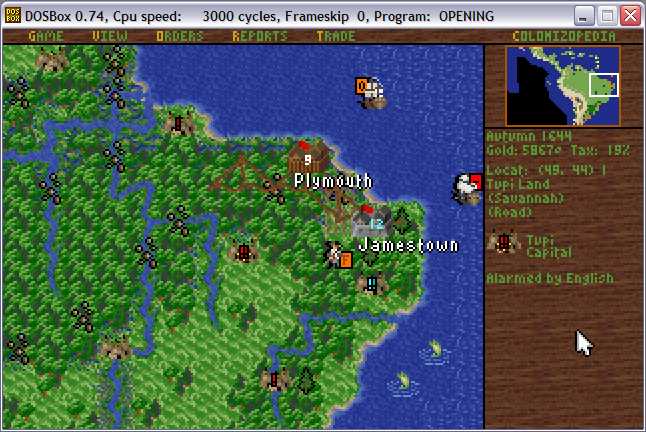 DOSBox 0.74, Cpu speed: 3000 cycles, Frameskip 0, Program: OPENING
GAME VIEW ORDERS REPORTS TRADE COLONIZOPEDIA
Autumn 1644
Gold: 5867 Tax: 19%
Locat: (49, 44) 1
Tupi Land
(Savannah)
(Road)
Tupi
Capital
Alarmed by English
9
Plymouth
12
Jamestown